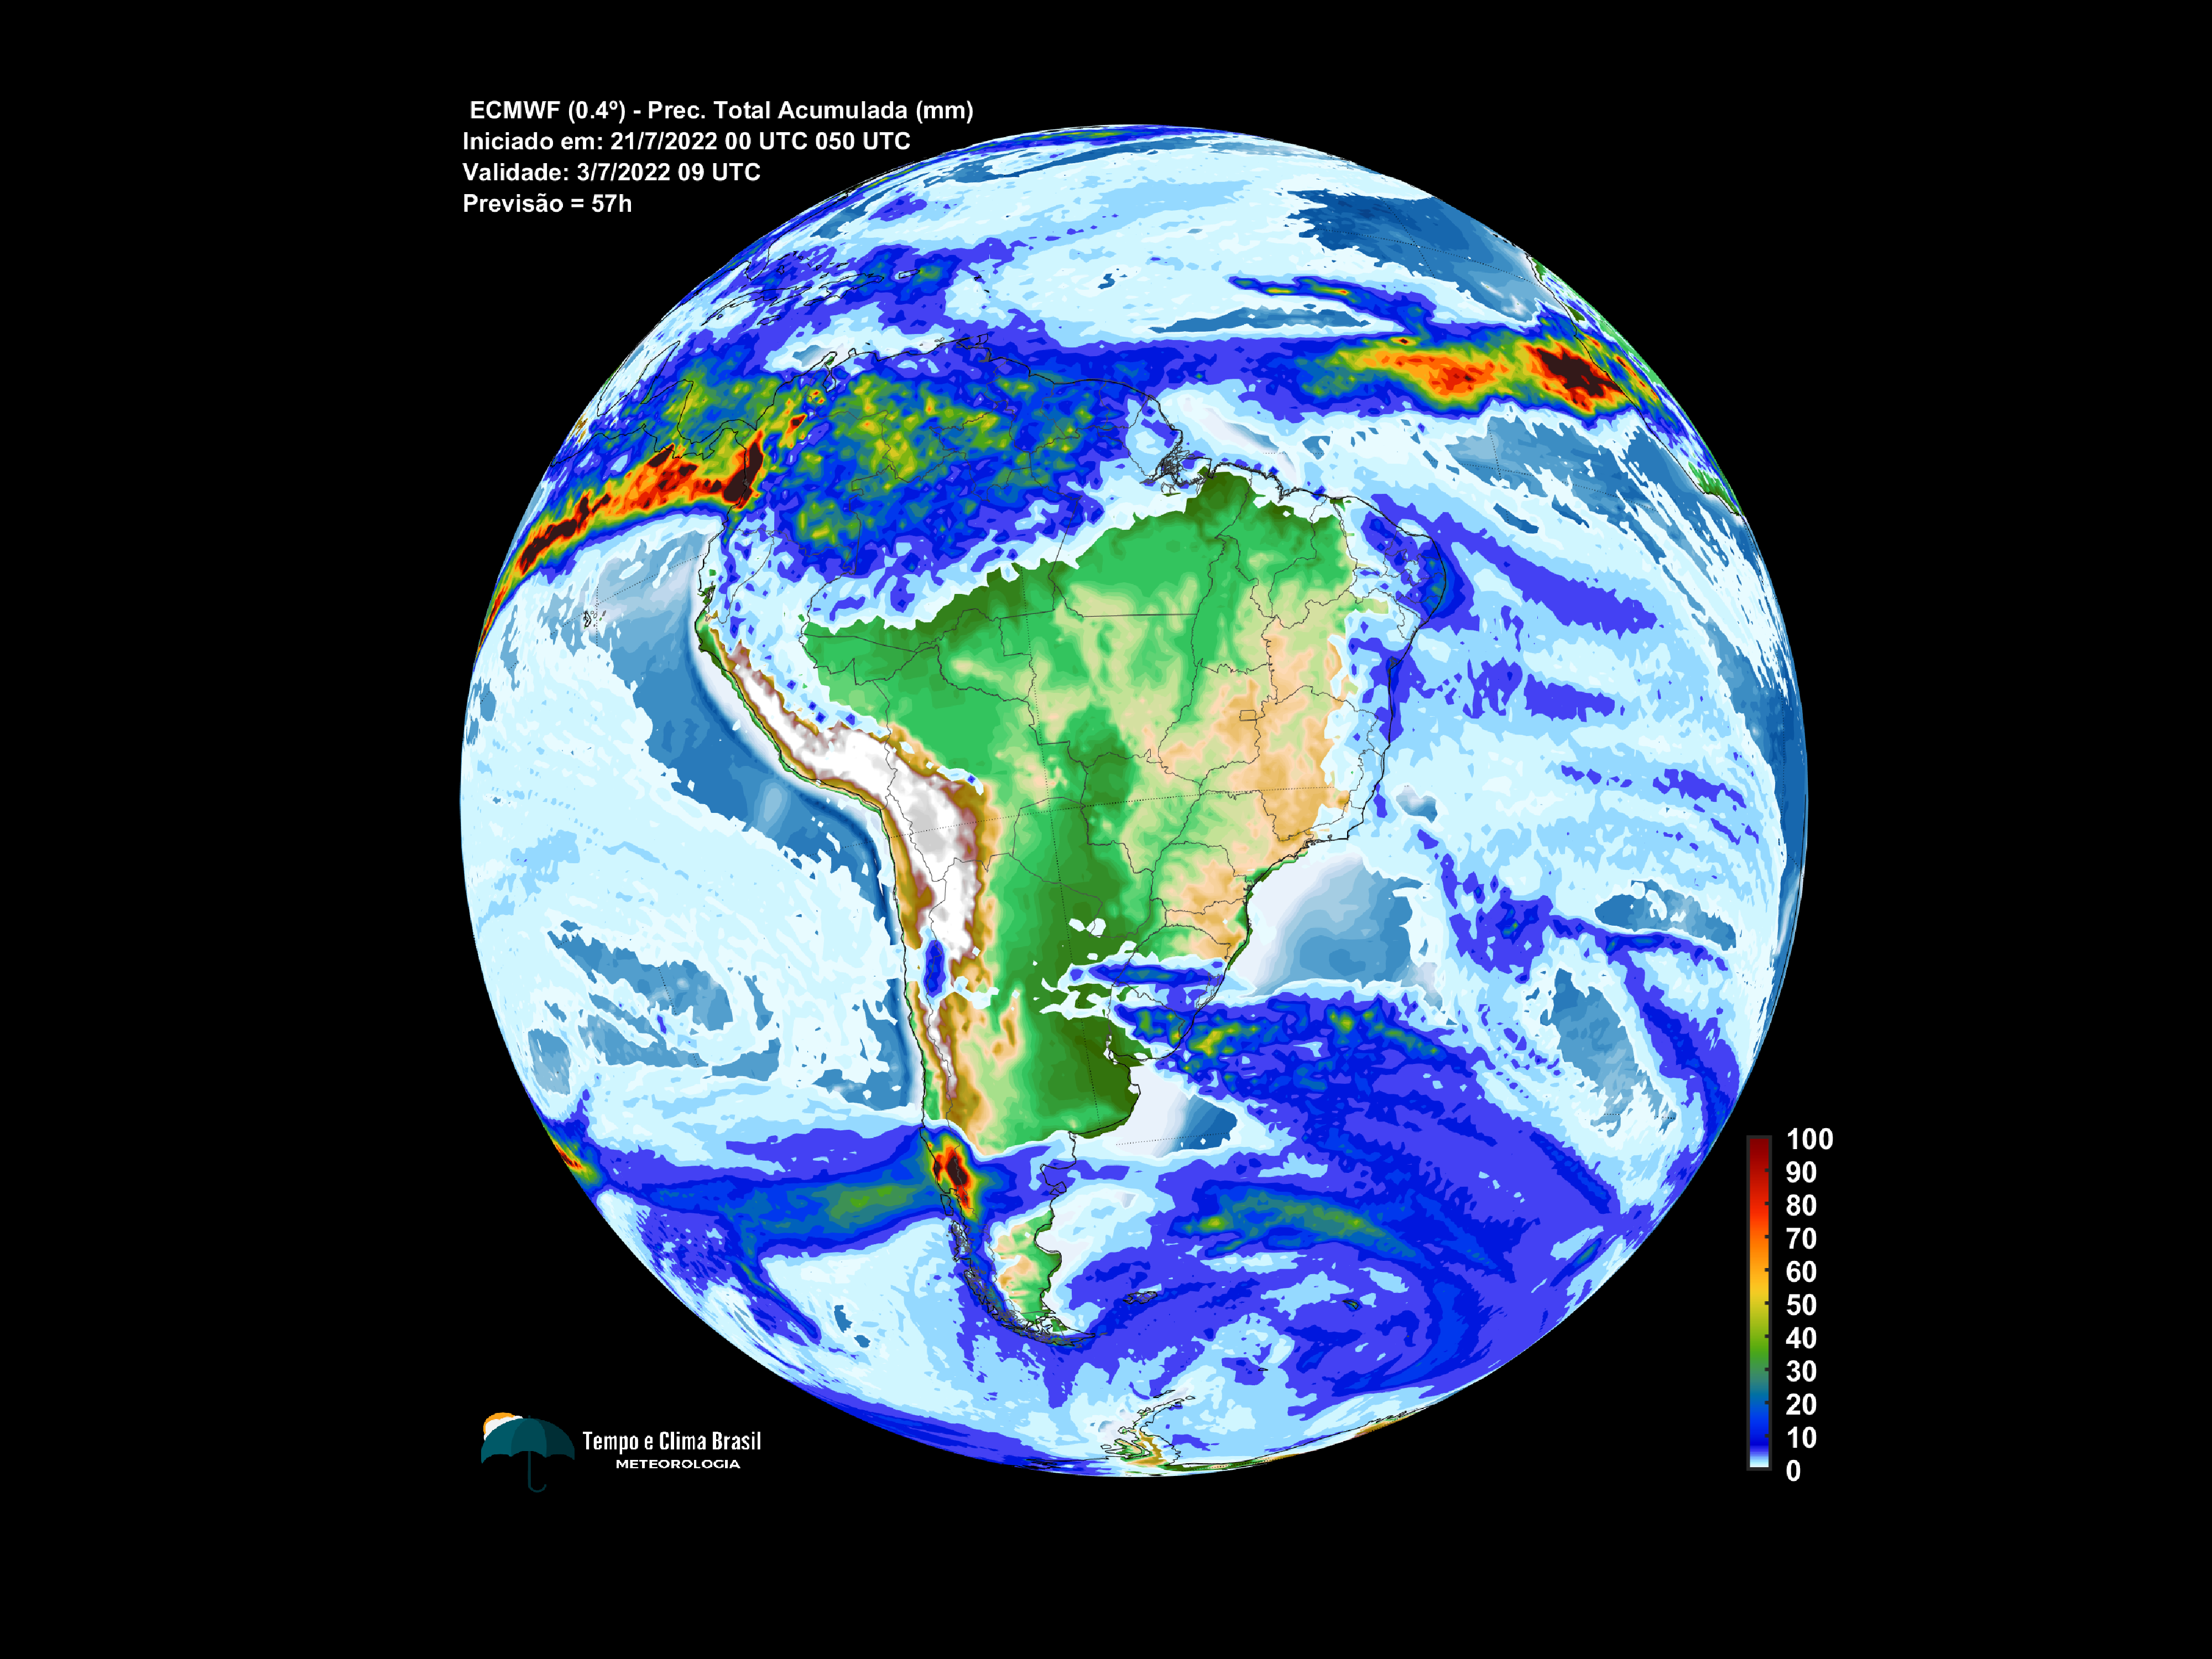 ECMWF (0.4º) - Prec. Total Acumulada (mm)
Iniciado em: 21/7/2022 00 UTC 050 UTC
Validade: 3/7/2022 09 UTC
Previsão = 57h
100
90
80
70
60
50
40
30
20
10
0
Tempo e Clima Brasil
METEOROLOGIA